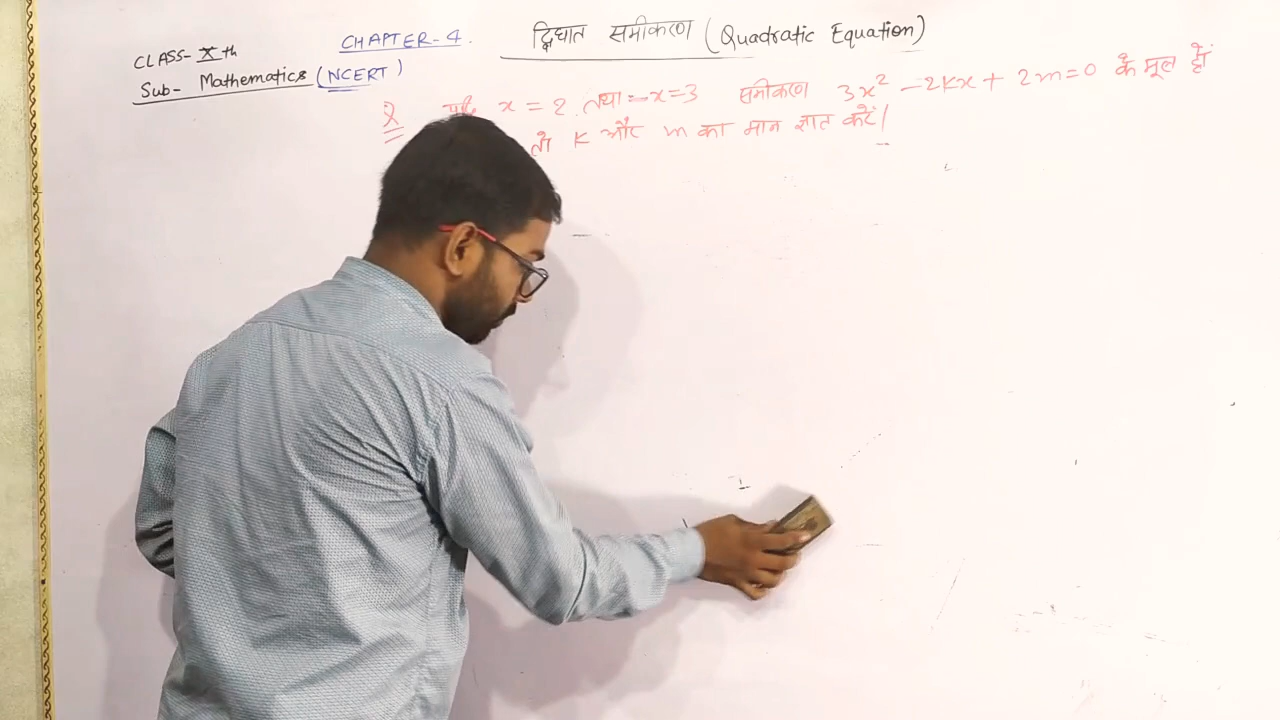 CLASS- Xth
CHAPTER-4.
द्विघात समीकरण (Quadratic Equation)
Sub- Mathematics (NCERT)
Q यदि x = 2 तथा x=3 समीकरण 3x² -2kx + 2m=0 के मूल हों
तो k और m का मान ज्ञात करें।